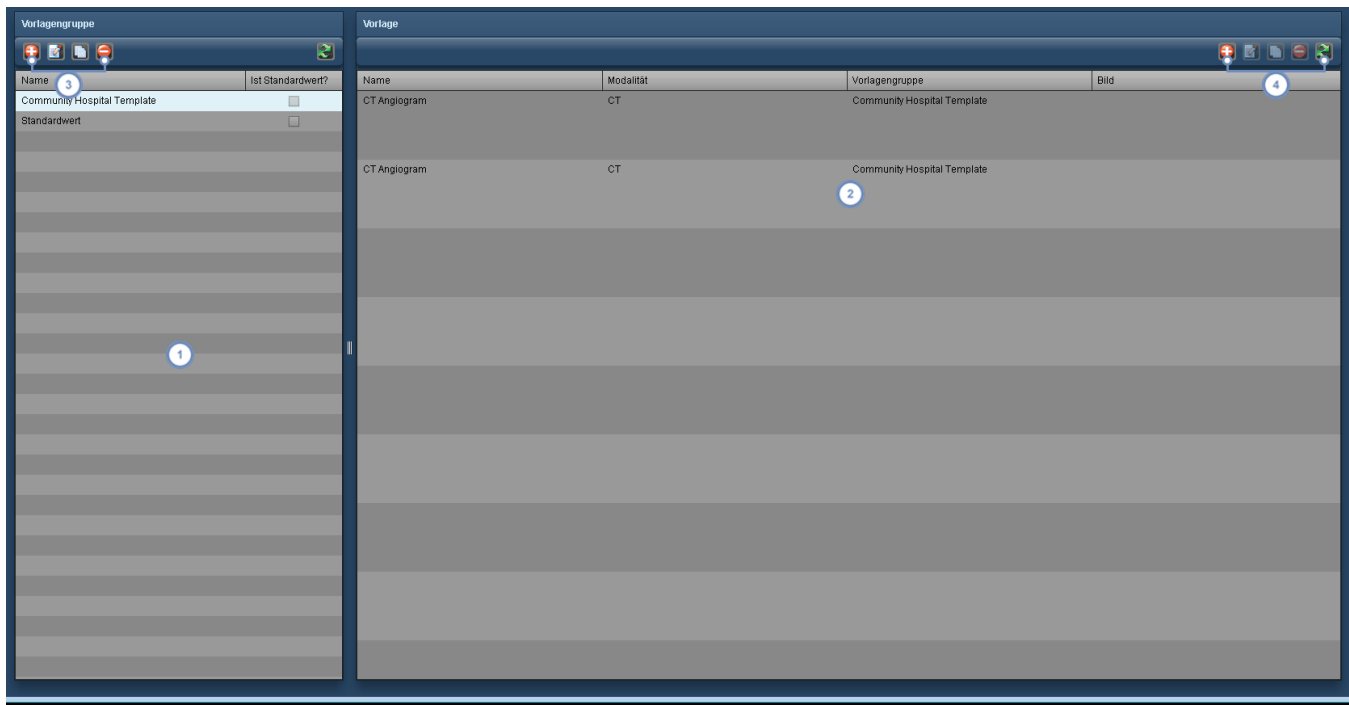 Vorlagengruppe
Vorlage
3
4
Name Ist Standardwert?
Name Modalität Vorlagengruppe Bild
Community Hospital Template
CT Angiogram CT Community Hospital Template
Standardwert
CT Angiogram CT Community Hospital Template
2
1